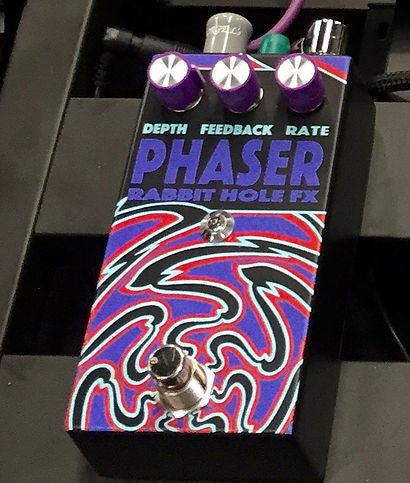 DEPTH FEEDBACK RATE
PHASER
RABBIT HOLE FX